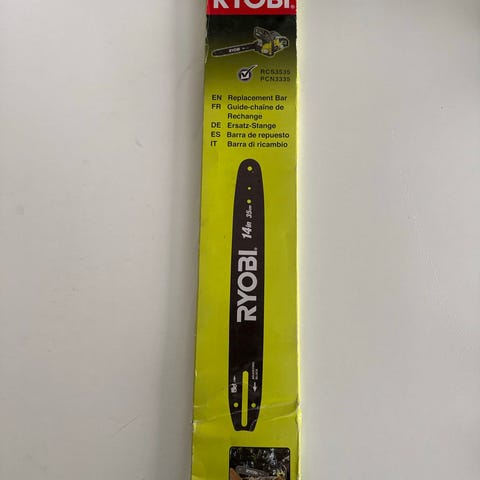 RYOBI
RCS3535
PCN3335
EN Replacement Bar
FR Guide-chaîne de
Rechange
DE Ersatz-Stange
ES Barra de repuesto
IT Barra di ricambio
RYOBI 14in 35cm